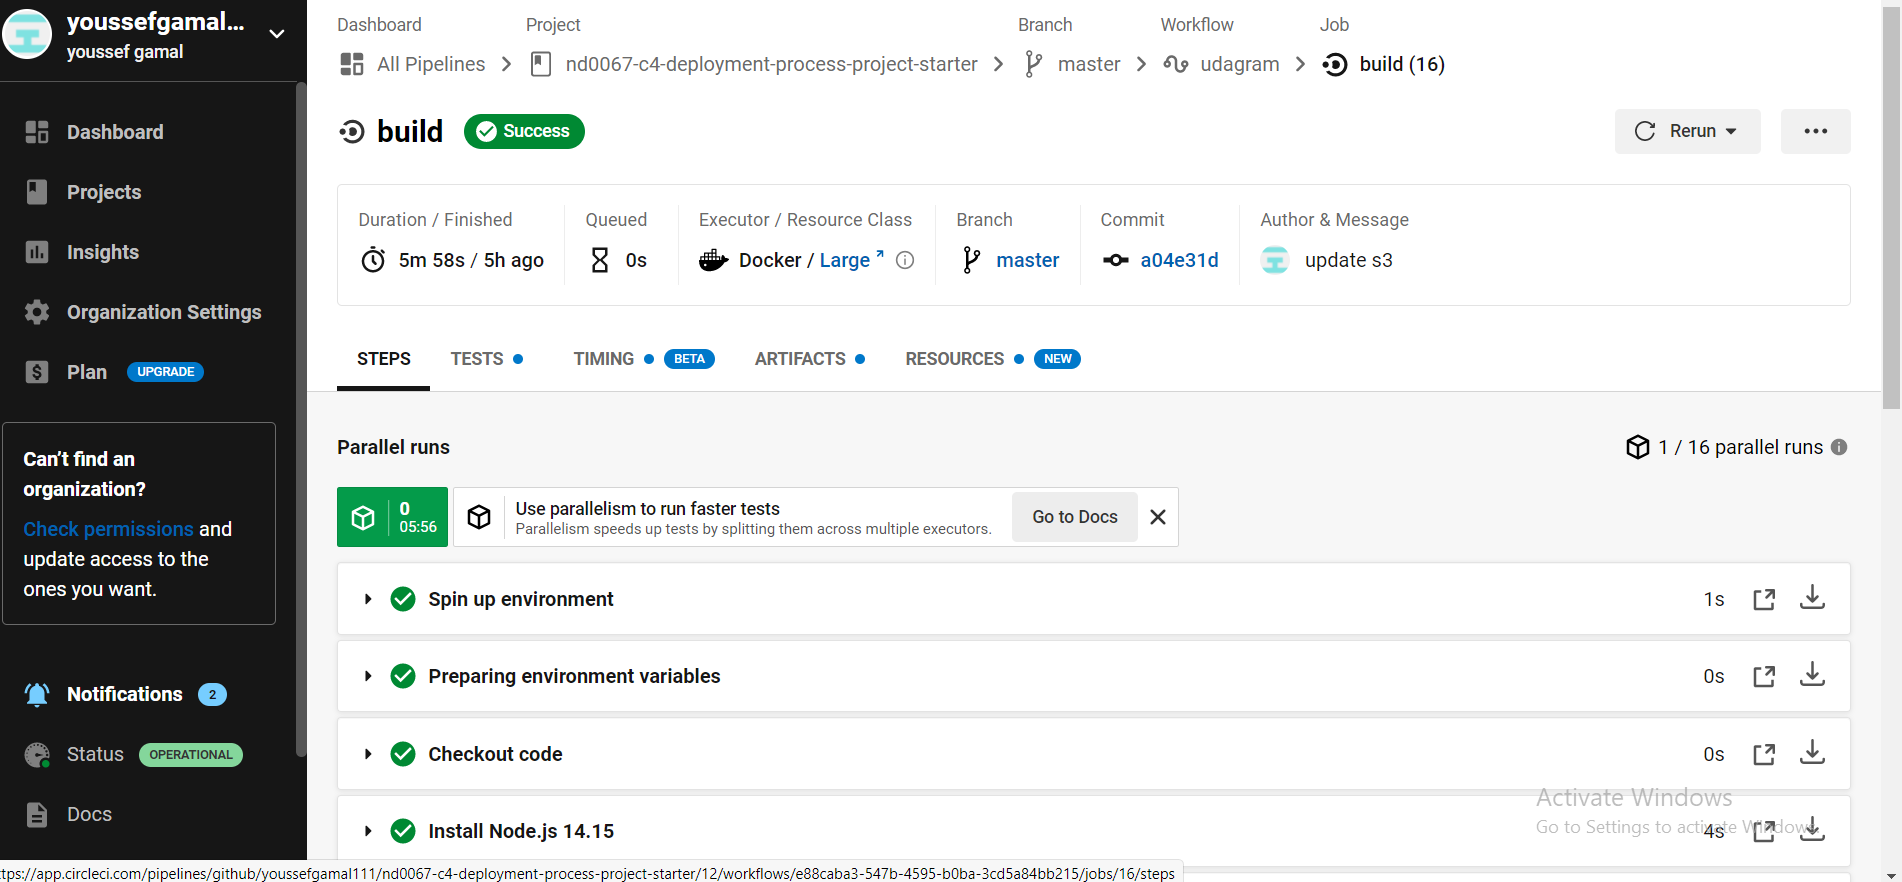 youssefgamal...
youssef gamal
Dashboard
Projects
Insights
Organization Settings
Plan UPGRADE
Can't find an
organization?
Check permissions and
update access to the
ones you want.
Notifications 2
Status OPERATIONAL
Docs
Dashboard Project Branch Workflow Job
All Pipelines nd0067-c4-deployment-process-project-starter master udagram build (16)
build Success
Rerun
Duration / Finished Queued Executor / Resource Class Branch Commit Author & Message
5m 58s / 5h ago 0s Docker / Large master a04e31d update s3
STEPS TESTS TIMING BETA ARTIFACTS RESOURCES NEW
Parallel runs
1 / 16 parallel runs
0
05:56
Use parallelism to run faster tests
Parallelism speeds up tests by splitting them across multiple executors.
Go to Docs
Spin up environment 1s
Preparing environment variables 0s
Checkout code 0s
Install Node.js 14.15 4s
Activate Windows
Go to Settings to activate Windows.
tps://app.circleci.com/pipelines/github/youssefgamal111/nd0067-c4-deployment-process-project-starter/12/workflows/e88caba3-547b-4595-b0ba-3cd5a84bb215/jobs/16/steps